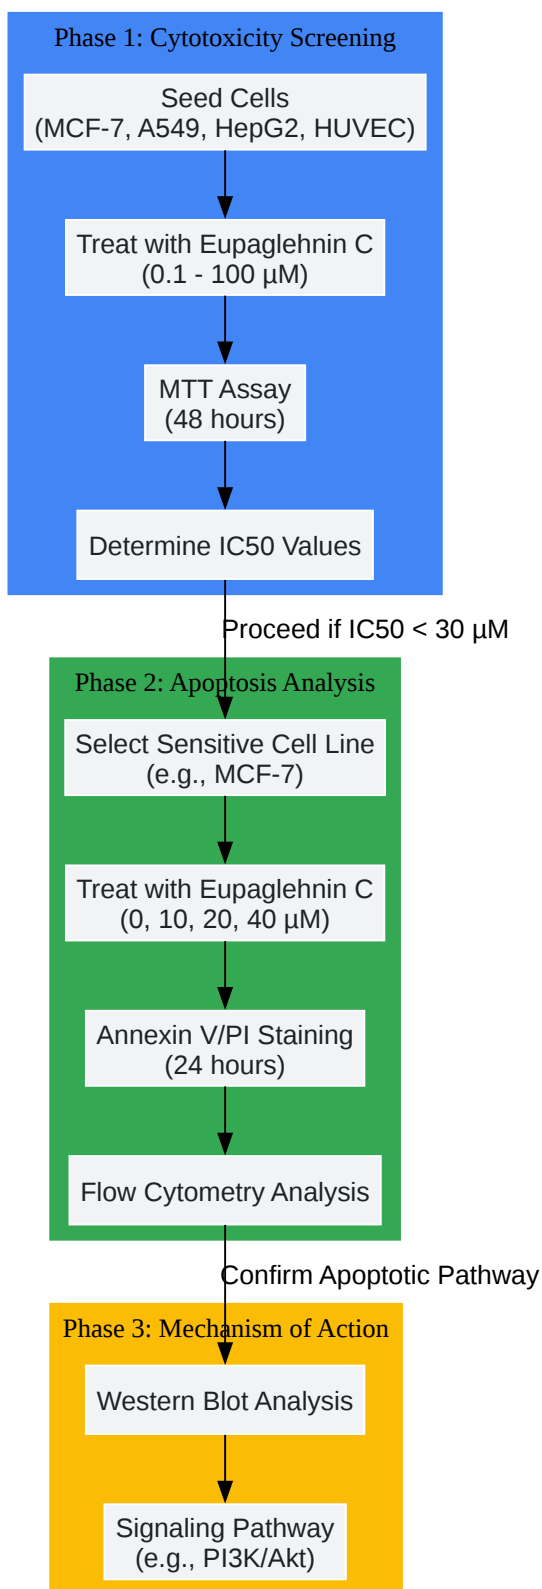 Phase 1: Cytotoxicity Screening
Seed Cells
(MCF-7, A549, HepG2, HUVEC)
Treat with Eupaglehnin C
(0.1 - 100 µM)
MTT Assay
(48 hours)
Determine IC50 Values
Proceed if IC50 < 30 µM
Phase 2: Apoptosis Analysis
Select Sensitive Cell Line
(e.g., MCF-7)
Treat with Eupaglehnin C
(0, 10, 20, 40 µM)
Annexin V/PI Staining
(24 hours)
Flow Cytometry Analysis
Confirm Apoptotic Pathway
Phase 3: Mechanism of Action
Western Blot Analysis
Signaling Pathway
(e.g., PI3K/Akt)